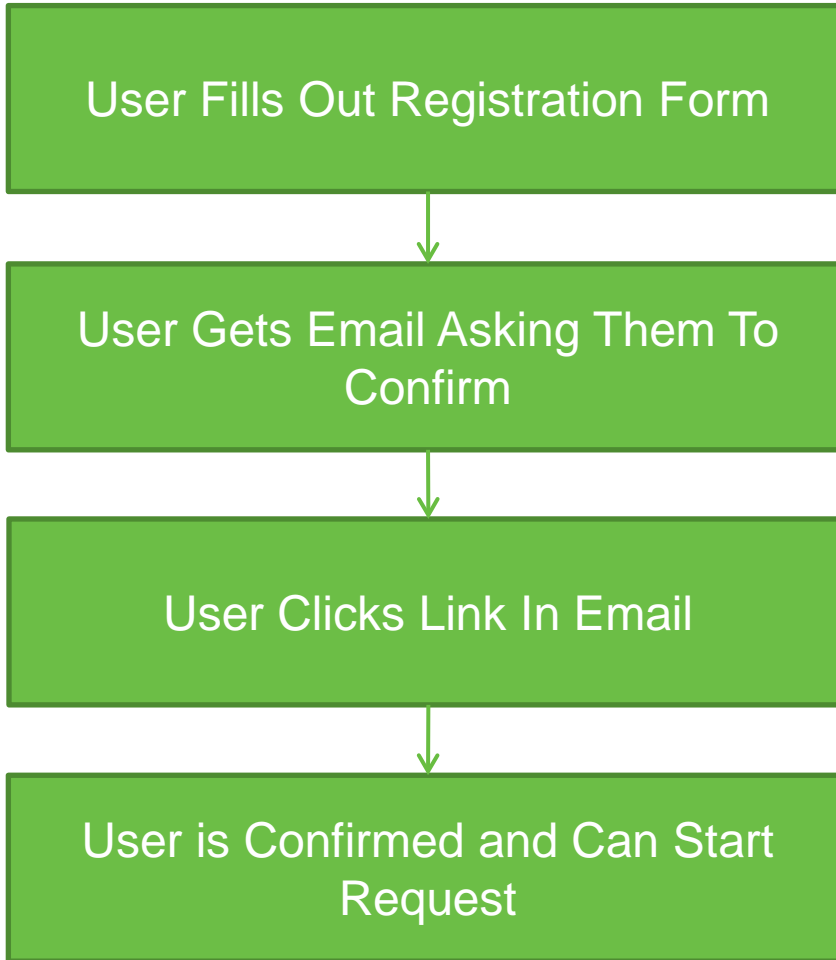 User Fills Out Registration Form
User Gets Email Asking Them To
Confirm
User Clicks Link In Email
User is Confirmed and Can Start
Request